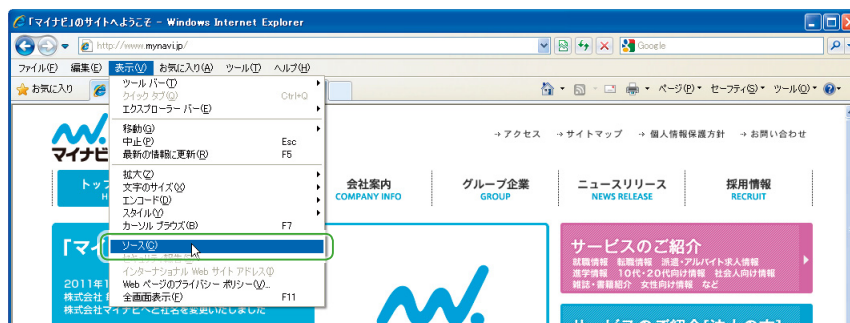 「マイナビ」のサイトへようこそ - Windows Internet Explorer
http://www.mynavi.jp/
Google
ファイル(F) 編集(E) 表示(V) お気に入り(A) ツール(T) ヘルプ(H)
お気に入り
ページ(P) セーフティ(S) ツール(O)
ツール バー(T)
クイック タブ(Q) Ctrl+Q
エクスプローラー バー(E)
移動(G)
中止(P) Esc
最新の情報に更新(R) F5
拡大(Z)
文字のサイズ(X)
エンコード(D)
スタイル(Y)
カーソル ブラウズ(B) F7
ソース(C)
インターナショナル Web サイト アドレス(I)
Web ページのプライバシー ポリシー(V)...
全画面表示(F) F11
マイナビ
→アクセス →サイトマップ →個人情報保護方針 →お問い合わせ
トップ
会社案内
COMPANY INFO
グループ企業
GROUP
ニュースリリース
NEWS RELEASE
採用情報
RECRUIT
「マイ
2011年1
株式会社
株式会社マイナビへと社名を変更いたしました
サービスのご紹介
就職情報 転職情報 派遣・アルバイト求人情報
進学情報 10代・20代向け情報 社会人向け情報
雑誌・書籍紹介 女性向け情報 など